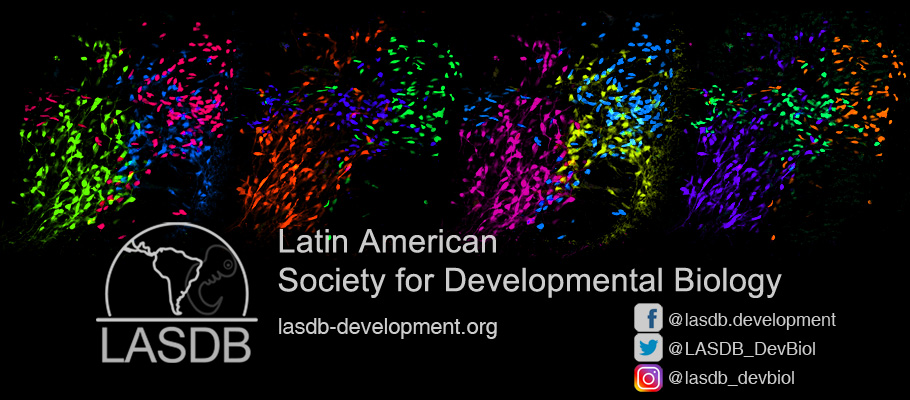 Latin American
Society for Developmental Biology
lasdb-development.org
LASDB
@lasdb.development
@LASDB_DevBiol
@lasdb_devbiol